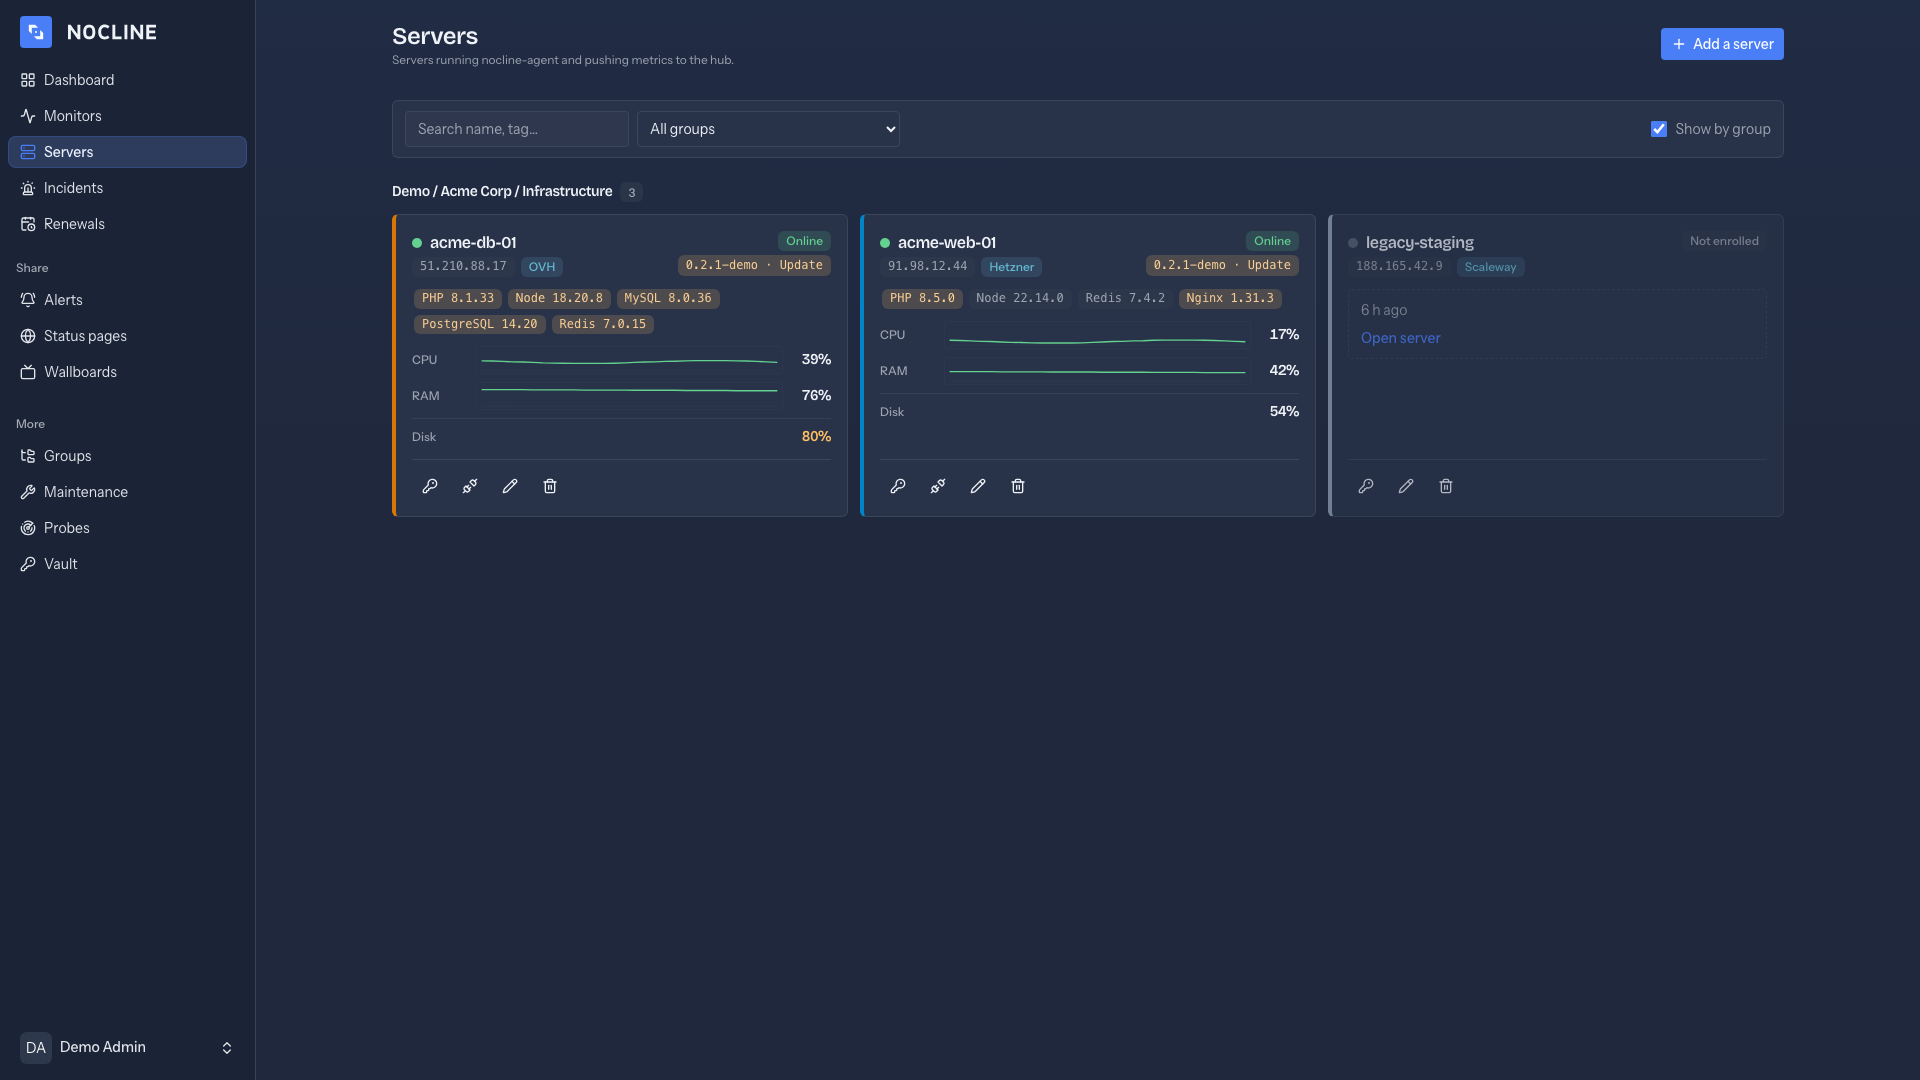 NOCLINE
Dashboard
Monitors
Servers
Incidents
Renewals
Share
Alerts
Status pages
Wallboards
More
Groups
Maintenance
Probes
Vault
DA Demo Admin
Servers
Servers running nocline-agent and pushing metrics to the hub.
+ Add a server
Search name, tag...
All groups
Show by group
Demo / Acme Corp / Infrastructure 3
acme-db-01 Online
51.210.88.17 OVH 0.2.1-demo · Update
PHP 8.1.33 Node 18.20.8 MySQL 8.0.36
PostgreSQL 14.20 Redis 7.0.15
CPU 39%
RAM 76%
Disk 80%
acme-web-01 Online
91.98.12.44 Hetzner 0.2.1-demo · Update
PHP 8.5.0 Node 22.14.0 Redis 7.4.2 Nginx 1.31.3
CPU 17%
RAM 42%
Disk 54%
legacy-staging Not enrolled
188.165.42.9 Scaleway
6 h ago
Open server